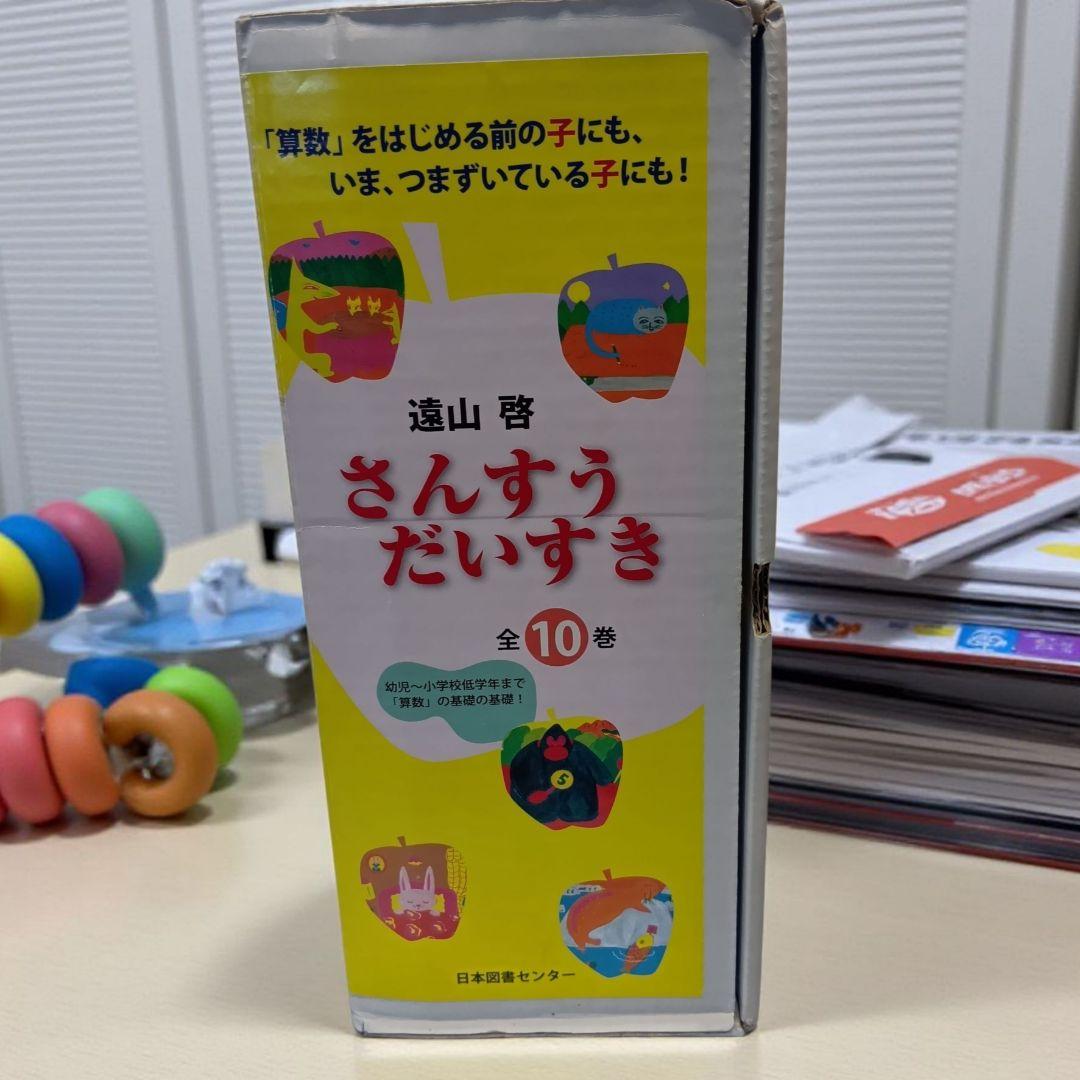 「算数」をはじめる前の子にも、
いま、つまずいている子にも！
遠山 啓
さんすう
だいすき
全10巻
幼児〜小学校低学年まで
「算数」の基礎の基礎！
5
日本図書センター